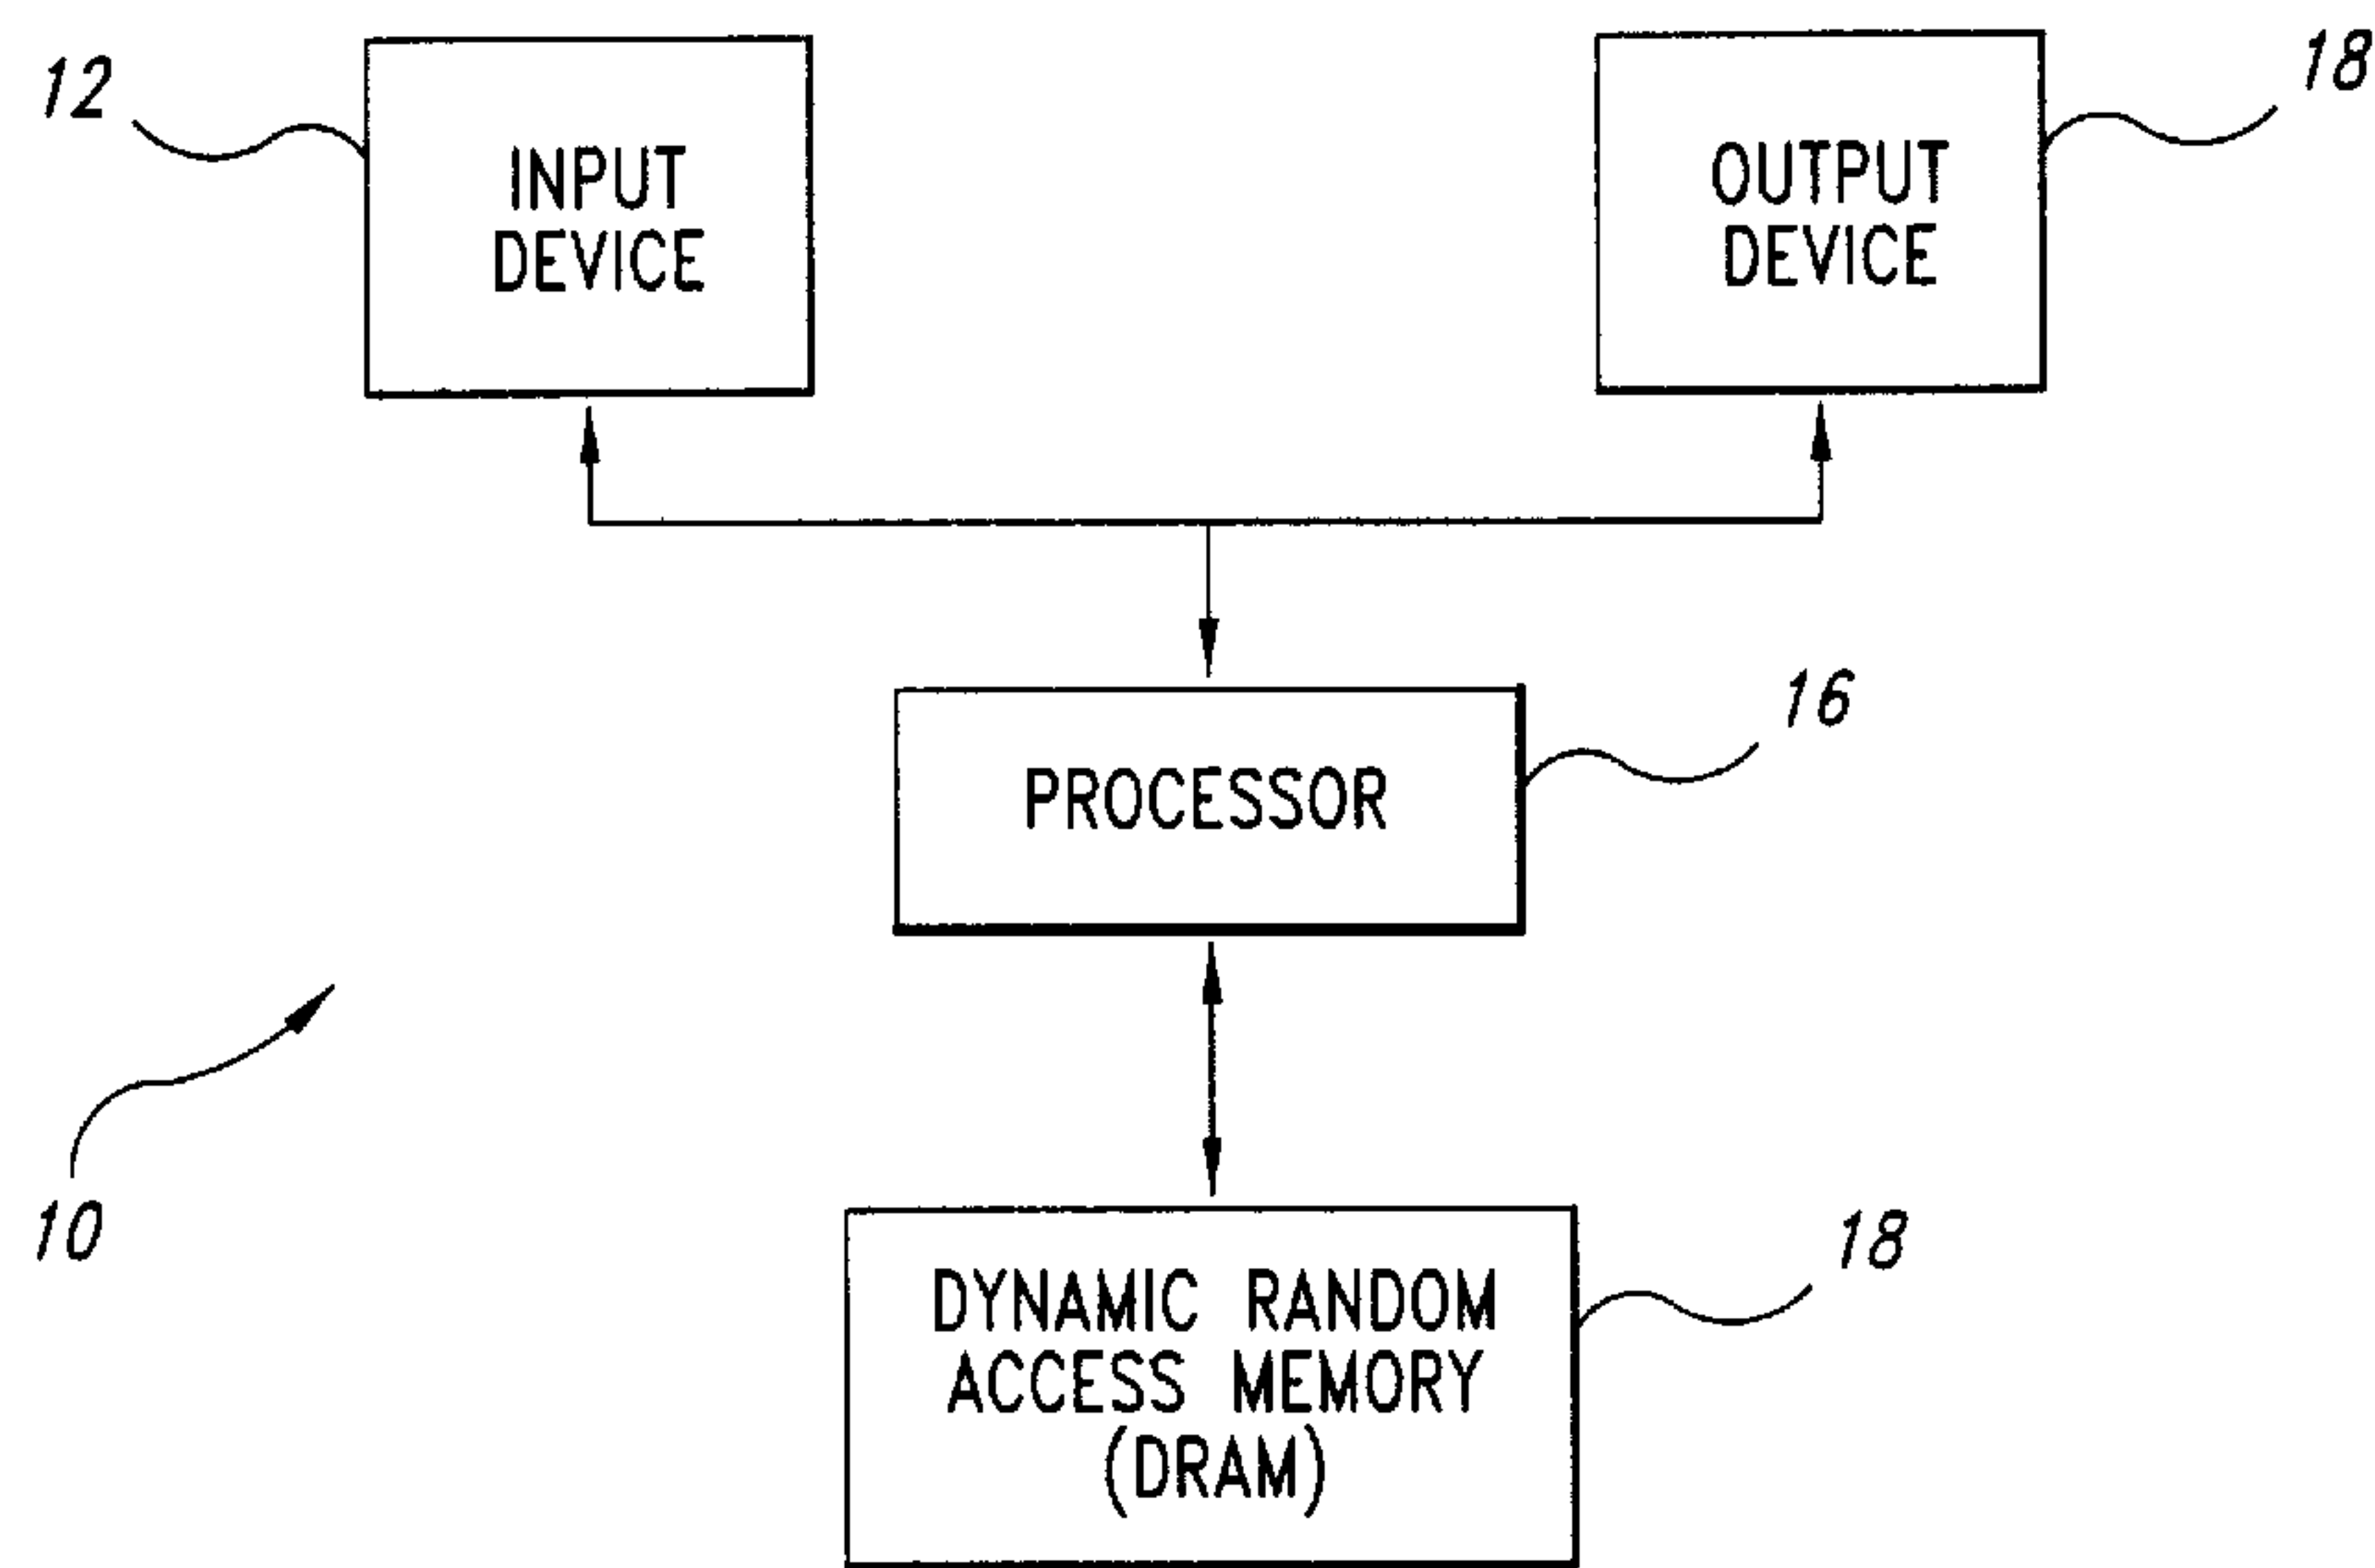 12
INPUT
DEVICE
OUTPUT
DEVICE
18
PROCESSOR
16
10
DYNAMIC RANDOM
ACCESS MEMORY
(DRAM)
18